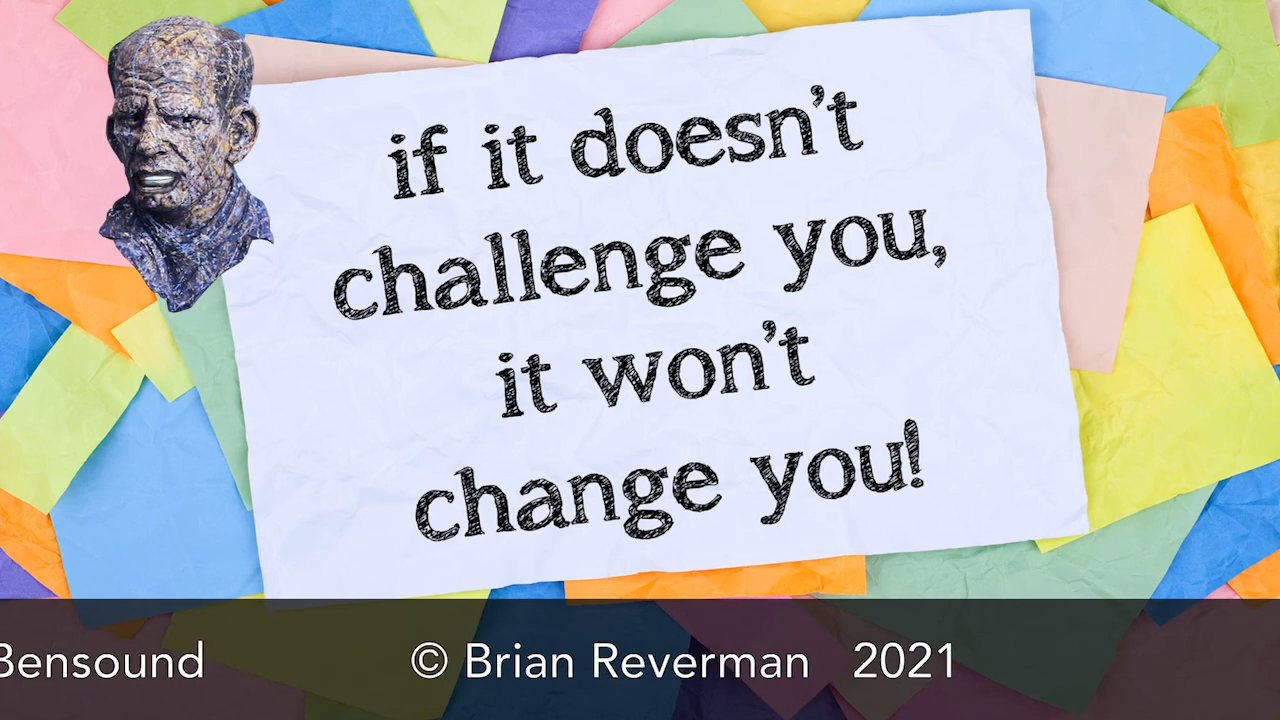 if it doesn't
challenge you,
it won't
change you!
Bensound © Brian Reverman 2021